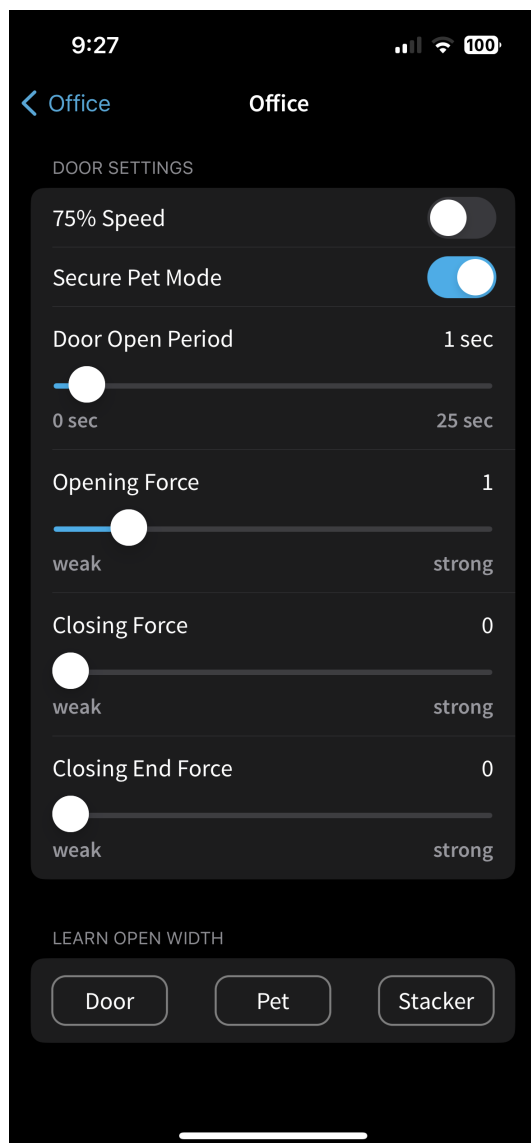 9:27
100
Office
Office
DOOR SETTINGS
75% Speed
Secure Pet Mode
Door Open Period 1 sec
0 sec 25 sec
Opening Force 1
weak strong
Closing Force 0
weak strong
Closing End Force 0
weak strong
LEARN OPEN WIDTH
Door Pet Stacker